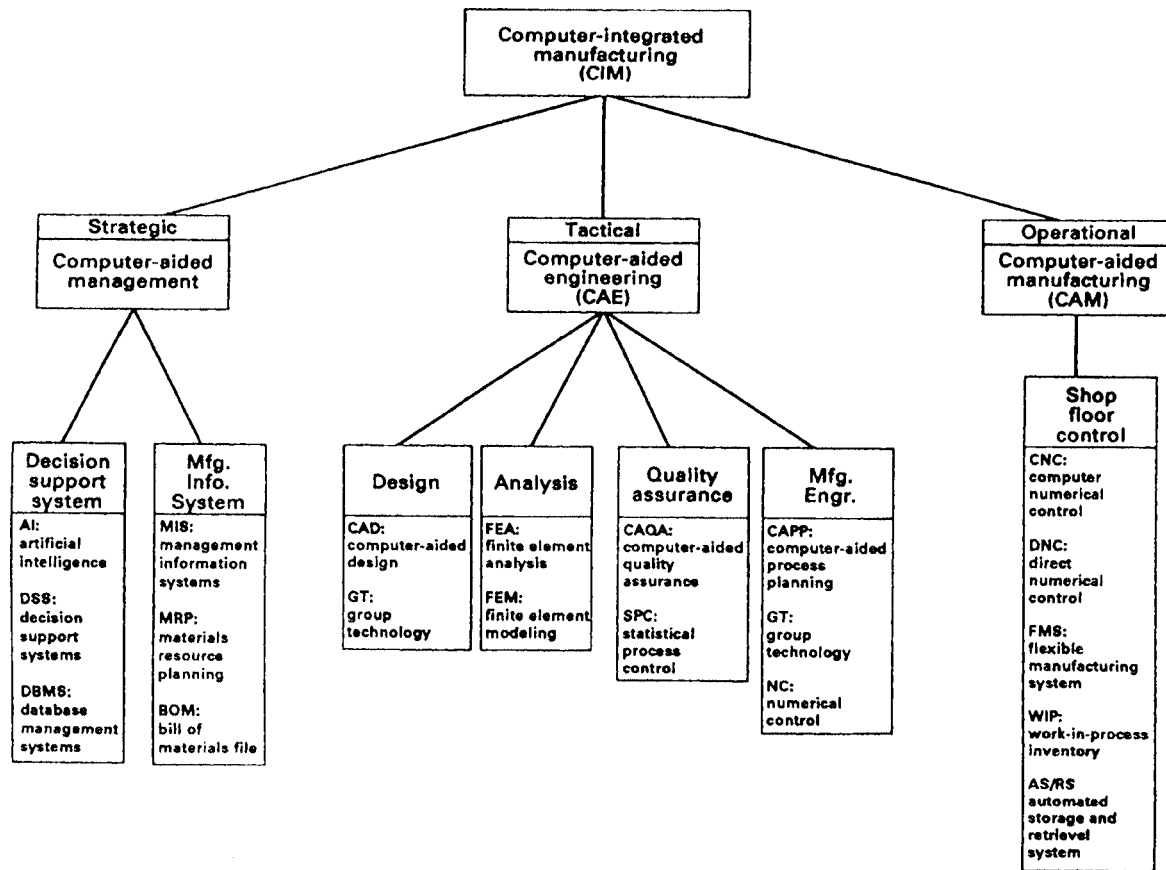 Computer-integrated
manufacturing
(CIM)
Strategic
Computer-aided
management
Tactical
Computer-aided
engineering
(CAE)
Operational
Computer-aided
manufacturing
(CAM)
Decision
support
system
AI:
artificial
intelligence
DSS:
decision
support
systems
DBMS:
database
management
systems
Mfg.
Info.
System
MIS:
management
information
systems
MRP:
materials
resource
planning
BOM:
bill of
materials file
Design
CAD:
computer-aided
design
GT:
group
technology
Analysis
FEA:
finite element
analysis
FEM:
finite element
modeling
Quality
assurance
CAQA:
computer-aided
quality
assurance
SPC:
statistical
process
control
Mfg.
Engr.
CAPP:
computer-aided
process
planning
GT:
group
technology
NC:
numerical
control
Shop
floor
control
CNC:
computer
numerical
control
DNC:
direct
numerical
control
FMS:
flexible
manufacturing
system
WIP:
work-in-process
inventory
AS/RS
automated
storage and
retrievel
system